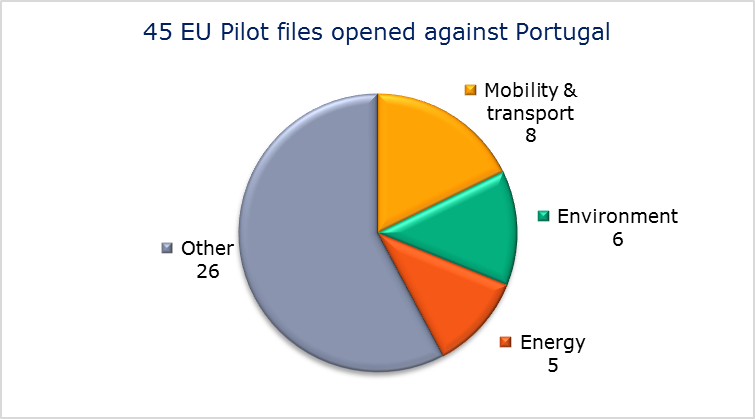 45 EU Pilot files opened against Portugal
Mobility &
transport
8
Environment
6
Energy
5
Other
26